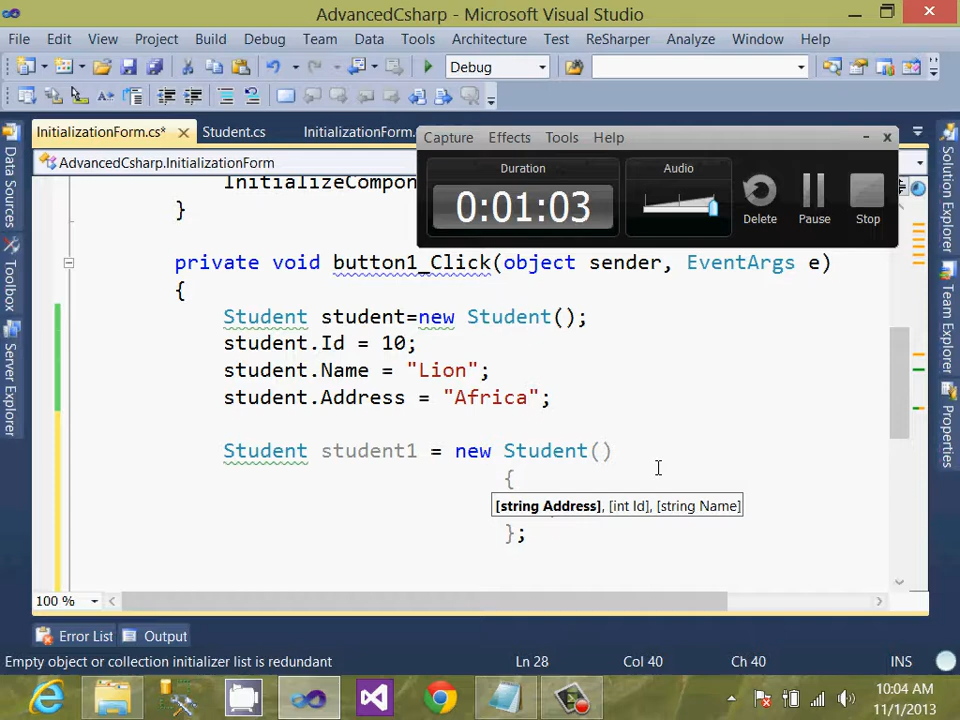 AdvancedCsharp - Microsoft Visual Studio
File Edit View Project Build Debug Team Data Tools Architecture Test ReSharper Analyze Window Help
Debug
InitializationForm.cs* Student.cs InitializationForm.
Capture Effects Tools Help
AdvancedCsharp.InitializationForm
Duration Audio
0:01:03
Delete Pause Stop
InitializeCompon
}
private void button1_Click(object sender, EventArgs e)
{
Student student=new Student();
student.Id = 10;
student.Name = "Lion";
student.Address = "Africa";
Student student1 = new Student()
{
[string Address], [int Id], [string Name]
};
100 %
Data Sources
Toolbox
Server Explorer
Solution Explorer
Team Explorer
Properties
Error List Output
Empty object or collection initializer list is redundant Ln 28 Col 40 Ch 40 INS
10:04 AM
11/1/2013